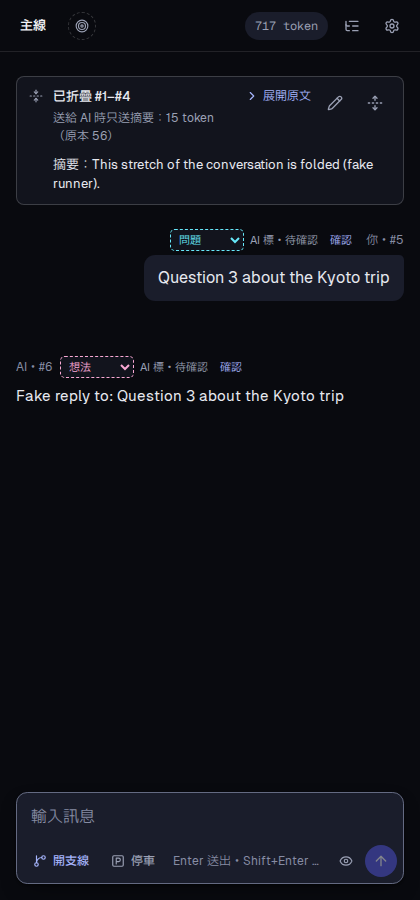 主線
717 token
已折疊 #1–#4
展開原文
送給 AI 時只送摘要：15 token
（原本 56）
摘要：This stretch of the conversation is folded (fake
runner).
問題 AI 標・待確認 確認 你・#5
Question 3 about the Kyoto trip
AI・#6 想法 AI 標・待確認 確認
Fake reply to: Question 3 about the Kyoto trip
輸入訊息
開支線 P 停車 Enter 送出・Shift+Enter ...